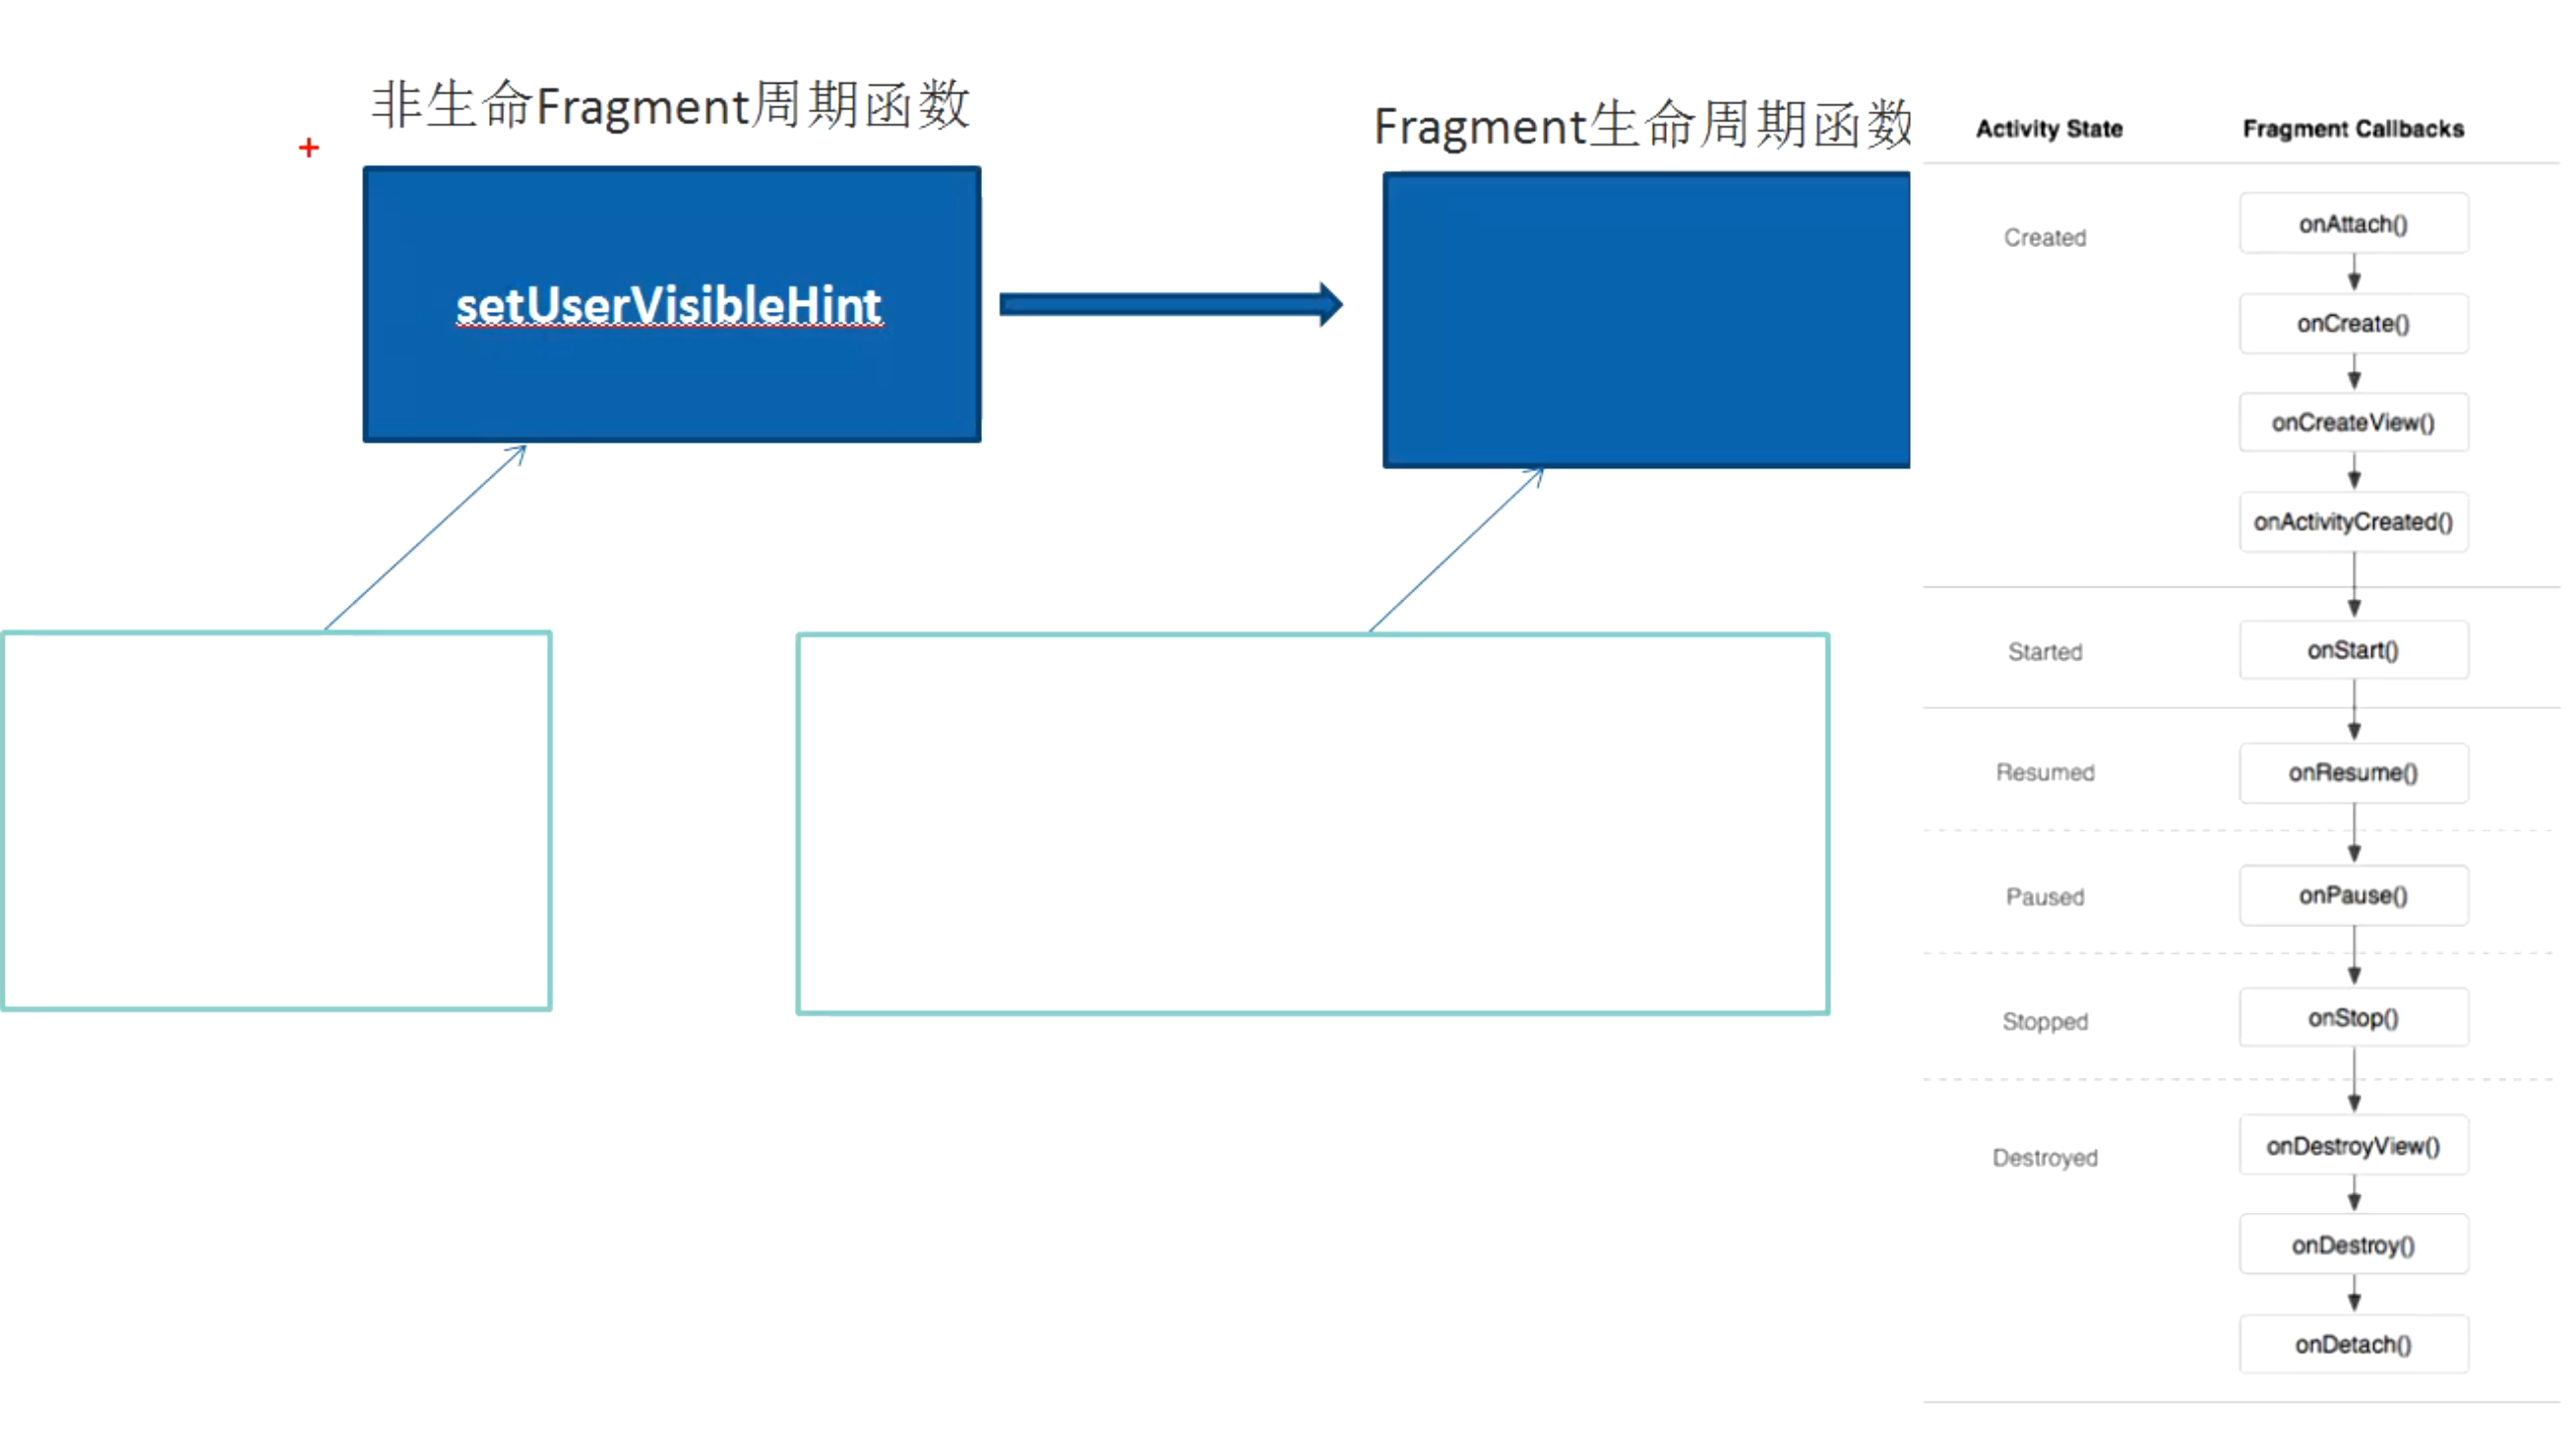 非生命Fragment周期函数
setUserVisibleHint
Fragment生命周期函数
Activity State
Fragment Callbacks
Created
onAttach()
onCreate()
onCreateView()
onActivityCreated()
Started
onStart()
Resumed
onResume()
Paused
onPause()
Stopped
onStop()
Destroyed
onDestroyView()
onDestroy()
onDetach()